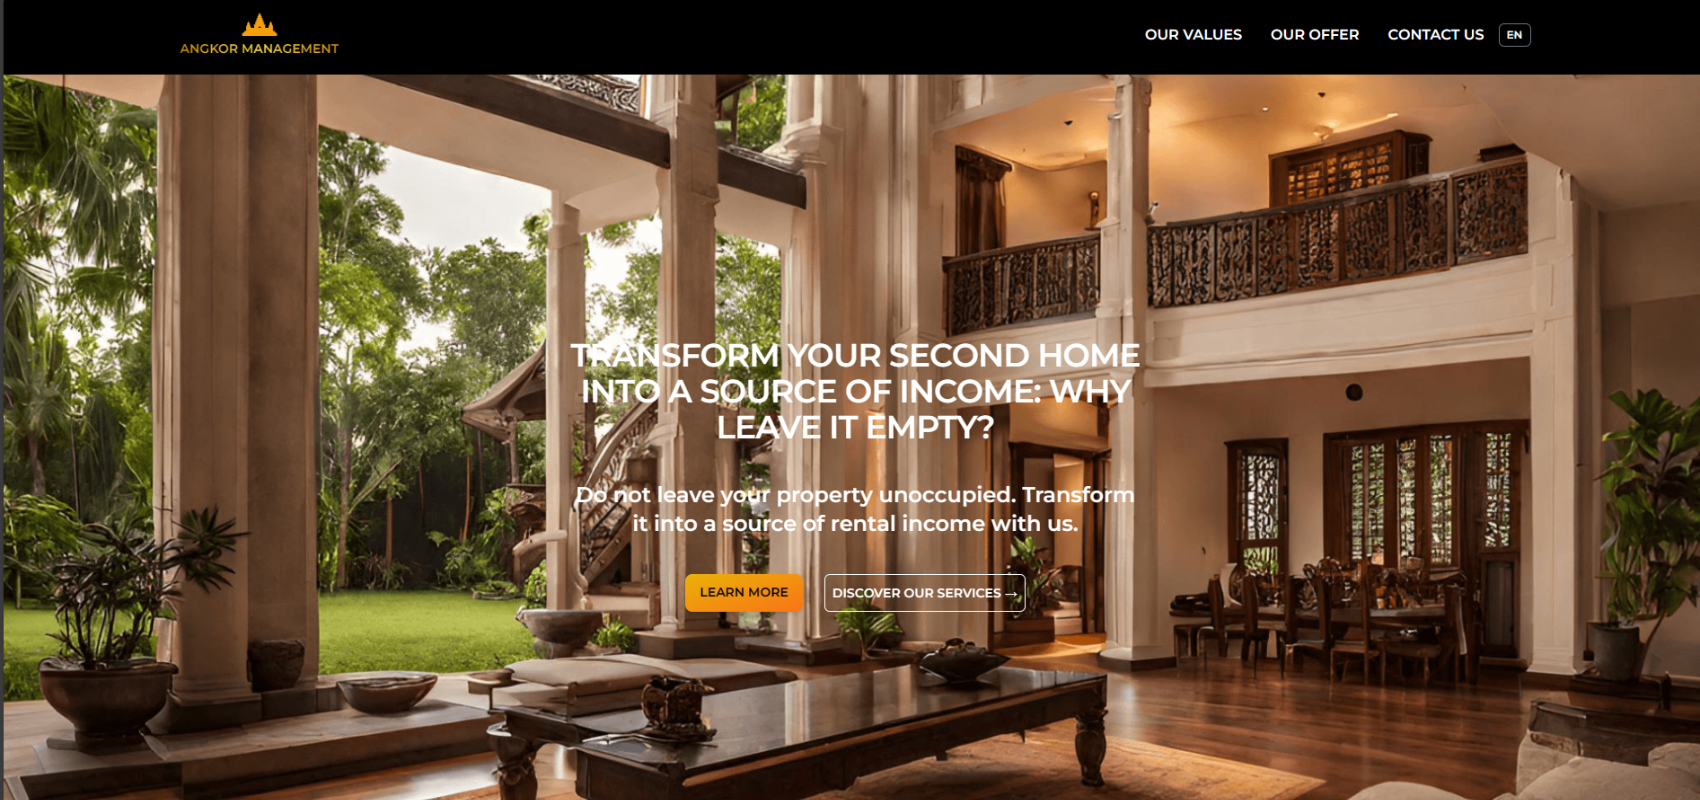 ANGKOR MANAGEMENT
OUR VALUES
OUR OFFER
CONTACT US
EN
TRANSFORM YOUR SECOND HOME
INTO A SOURCE OF INCOME: WHY
LEAVE IT EMPTY?
Do not leave your property unoccupied. Transform
it into a source of rental income with us.
LEARN MORE
DISCOVER OUR SERVICES →